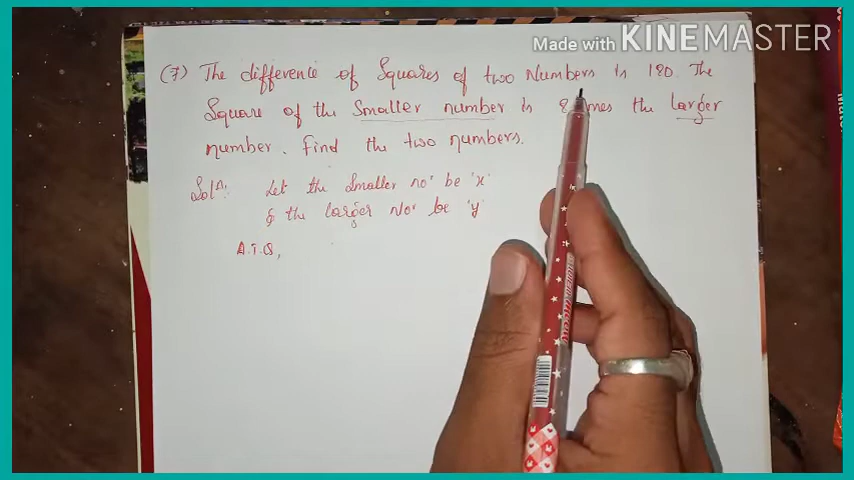 Made with KINEMASTER
(7) The difference of Squares of two Numbers is 180. The
Square of the Smaller number is 8 times the larger
number. Find the two numbers.
Solⁿ: Let the Smaller no. be 'x'
& the larger No. be 'y'
A.T.Q,